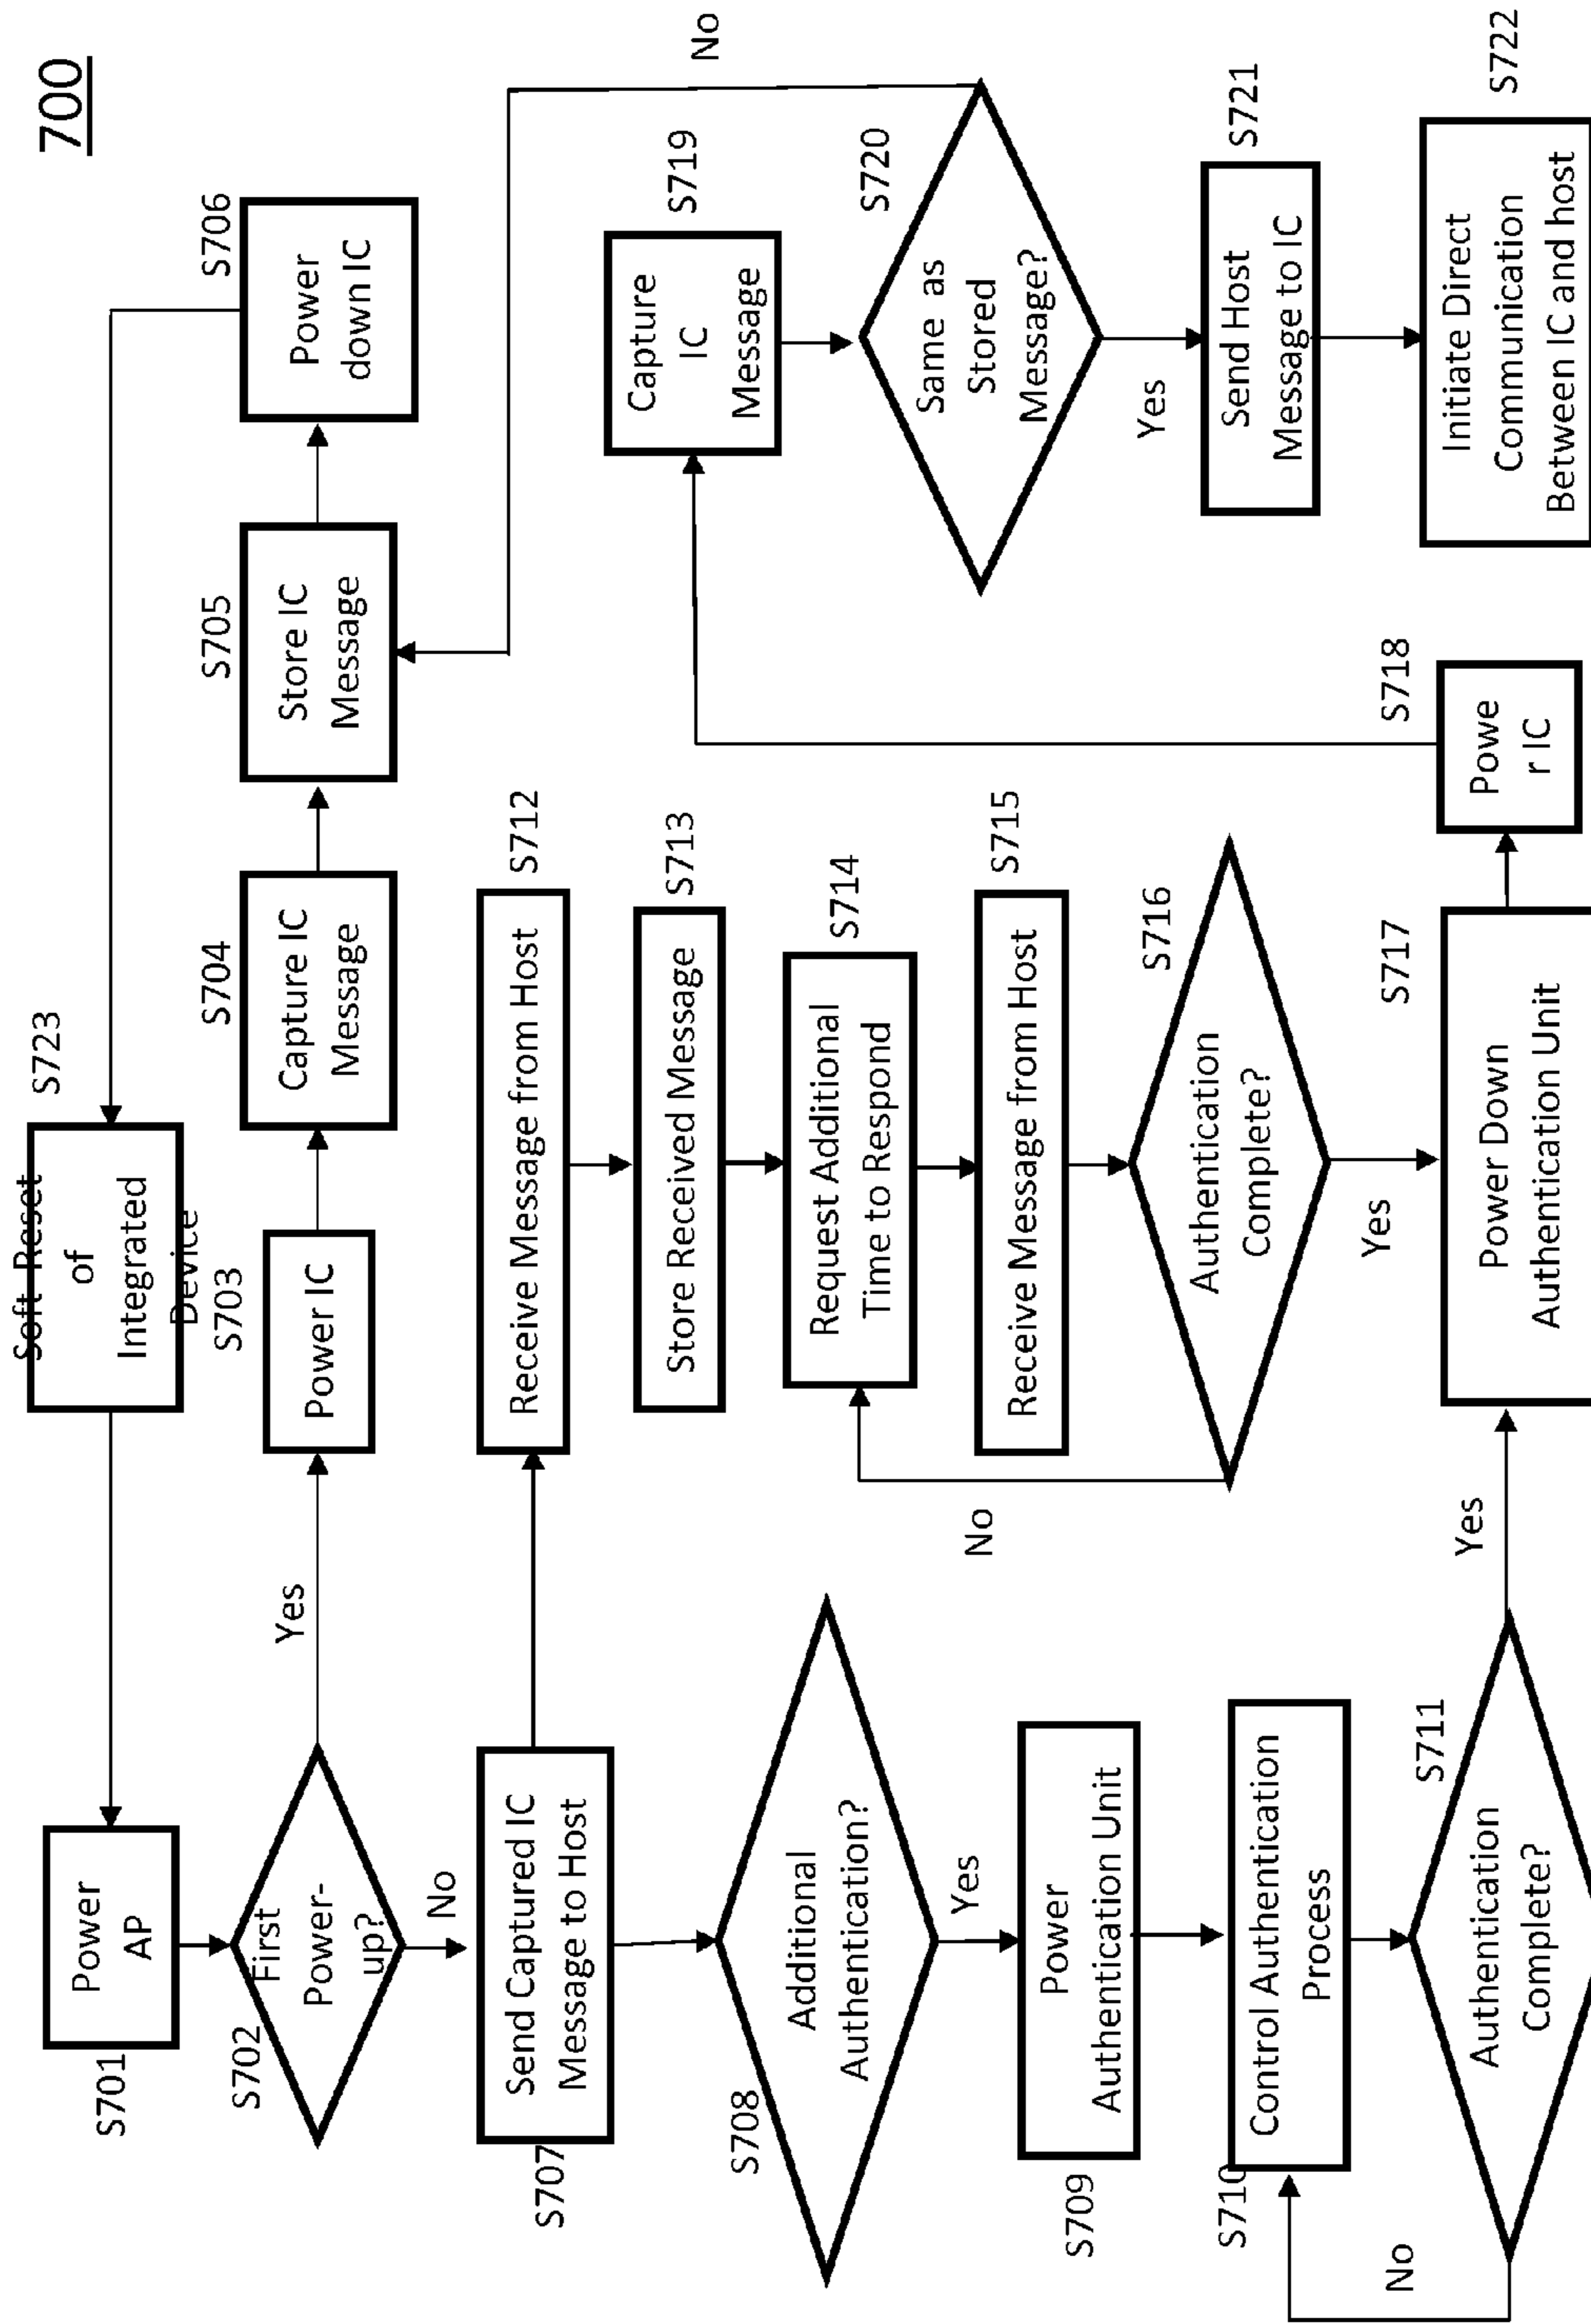 700
S723
Soft Reset
of
Integrated
Device
S701
Power
AP
S702
First
Power-
up?
Yes
No
S703
Power IC
S704
Capture IC
Message
S705
Store IC
Message
S706
Power
down IC
S707
Send Captured IC
Message to Host
S708
Additional
Authentication?
Yes
S709
Power
Authentication Unit
S710
Control Authentication
Process
S711
Authentication
Complete?
No
Yes
S712
Receive Message from Host
S713
Store Received Message
S714
Request Additional
Time to Respond
S715
Receive Message from Host
S716
Authentication
Complete?
No
Yes
S717
Power Down
Authentication Unit
S718
Powe
r IC
S719
Capture
IC
Message
S720
Same as
Stored
Message?
No
Yes
S721
Send Host
Message to IC
S722
Initiate Direct
Communication
Between IC and host